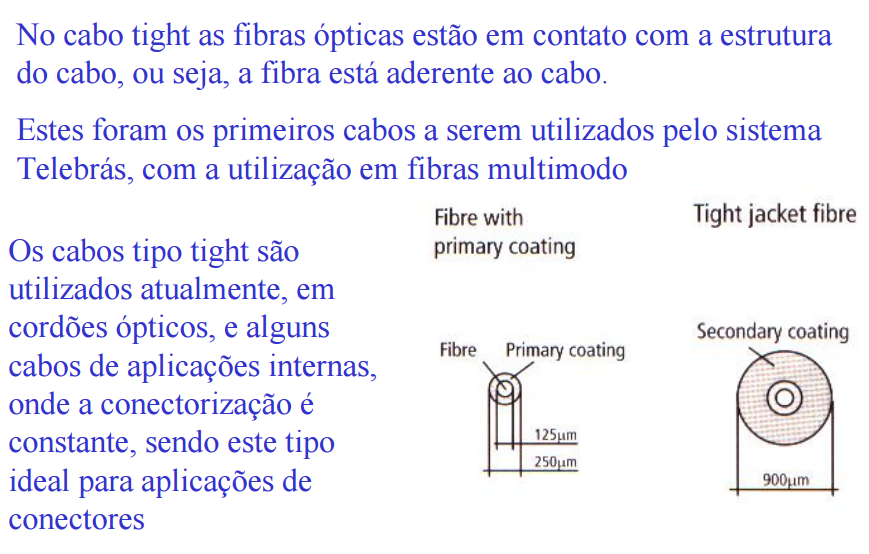 No cabo tight as fibras ópticas estão em contato com a estrutura
do cabo, ou seja, a fibra está aderente ao cabo.
Estes foram os primeiros cabos a serem utilizados pelo sistema
Telebrás, com a utilização em fibras multimodo
Os cabos tipo tight são
utilizados atualmente, em
cordões ópticos, e alguns
cabos de aplicações internas,
onde a conectorização é
constante, sendo este tipo
ideal para aplicações de
conectores
Fibre with
primary coating
Fibre
Primary coating
125µm
250µm
Tight jacket fibre
Secondary coating
900µm